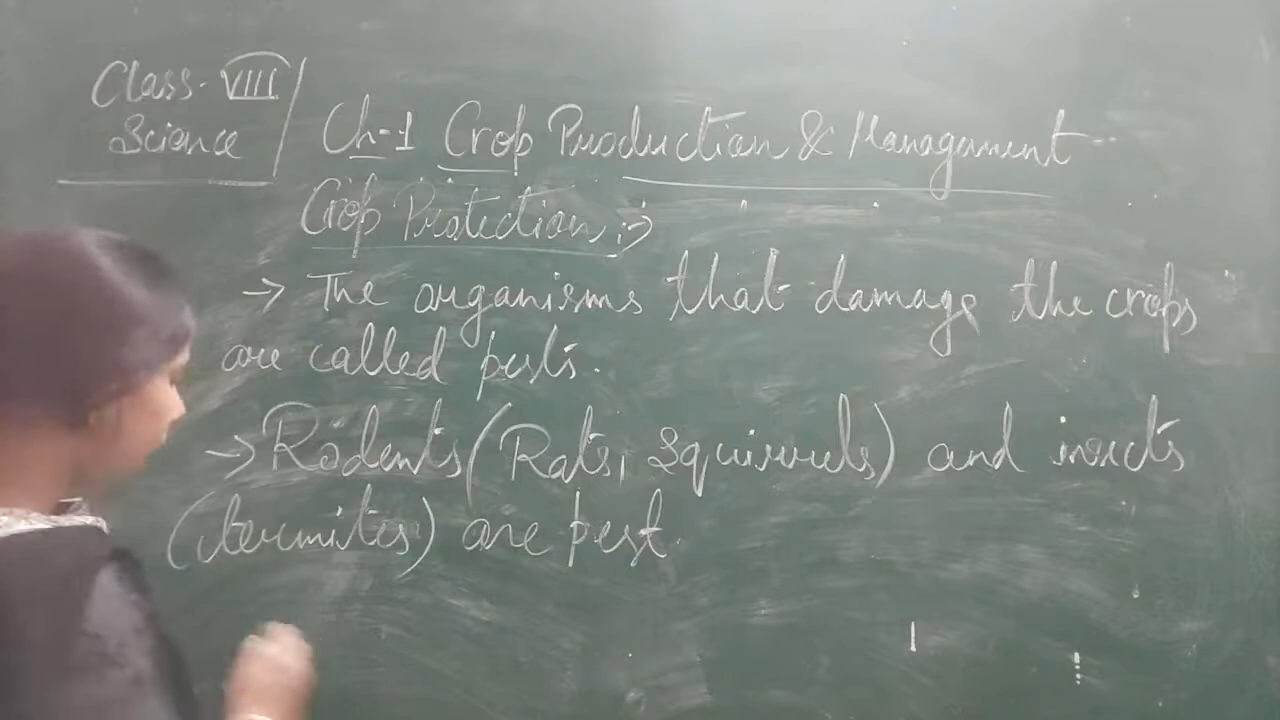 Class- VIII
Science
Ch-1 Crop Production & Management
Crop Protection :->
→ The organisms that damage the crops
are called pests.
→ Rodents (Rats, Squirrels) and insects
(termites) are pest.